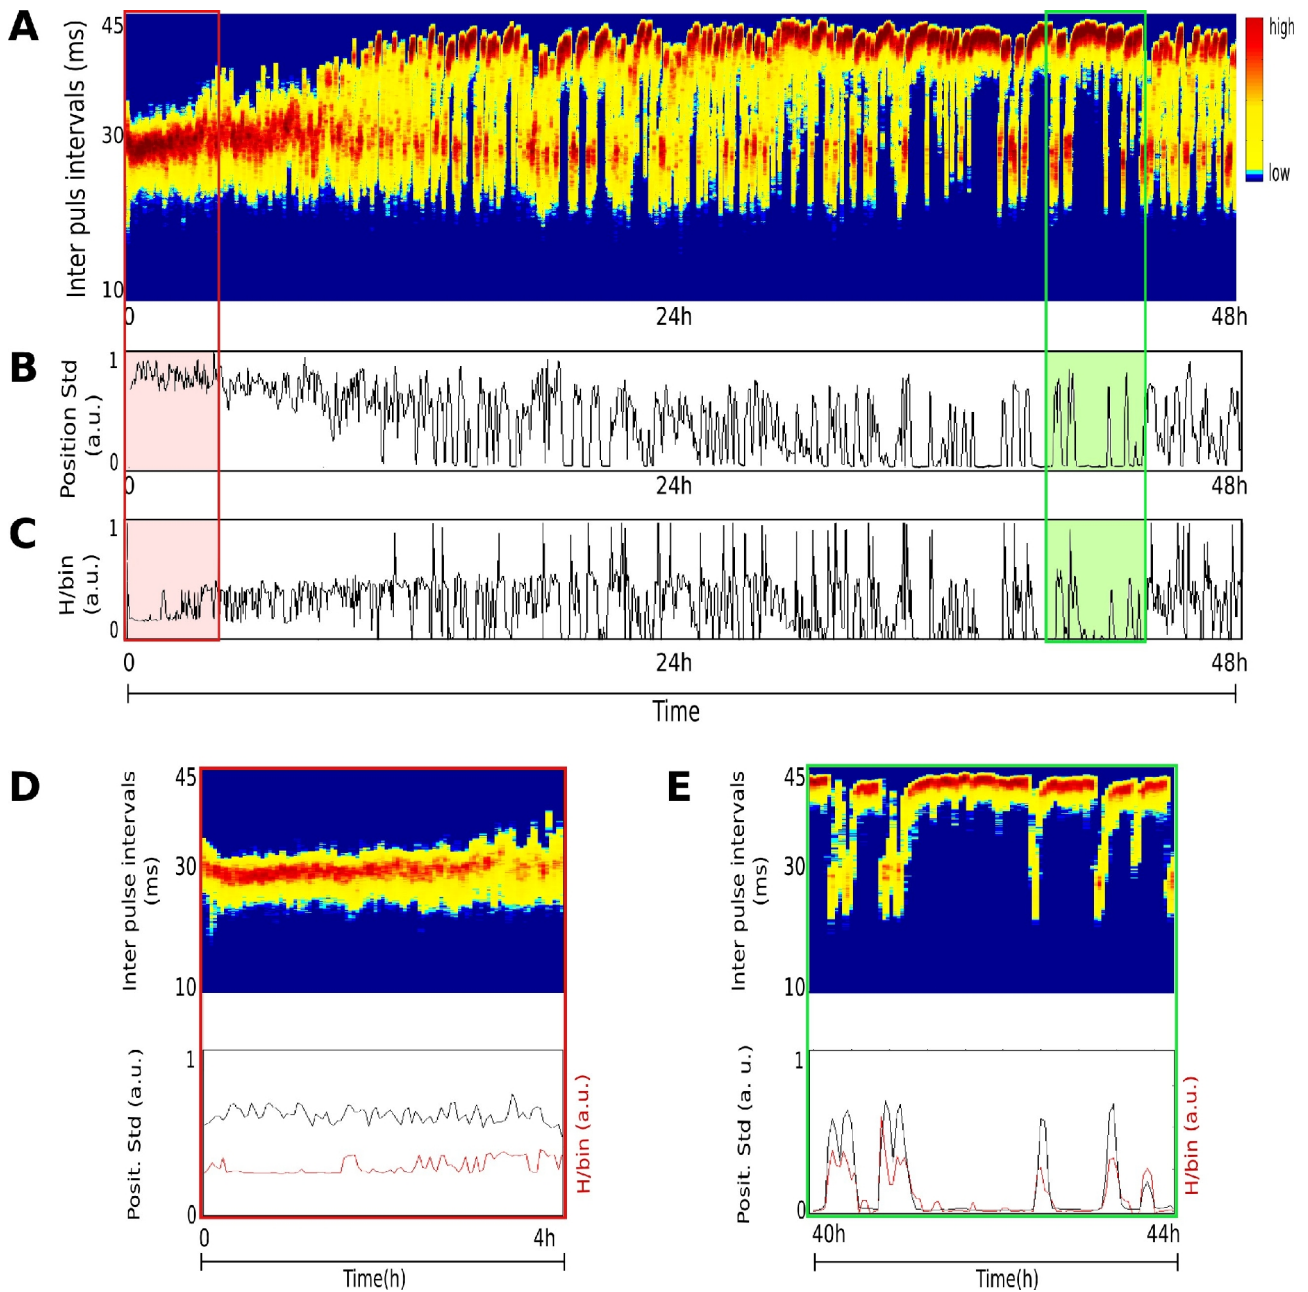 A
Inter puls intervals (ms)
45
30
10
high
low
0
24h
48h
B
Position Std
(a.u.)
1
0
0
24h
48h
C
H/bin
(a.u.)
1
0
0
24h
48h
Time
D
Inter pulse intervals
(ms)
45
30
10
Posit. Std (a.u.)
1
0
H/bin (a.u.)
0
4h
Time(h)
E
Inter pulse intervals
(ms)
45
30
10
Posit. Std (a. u.)
1
0
H/bin (a.u.)
40h
44h
Time(h)